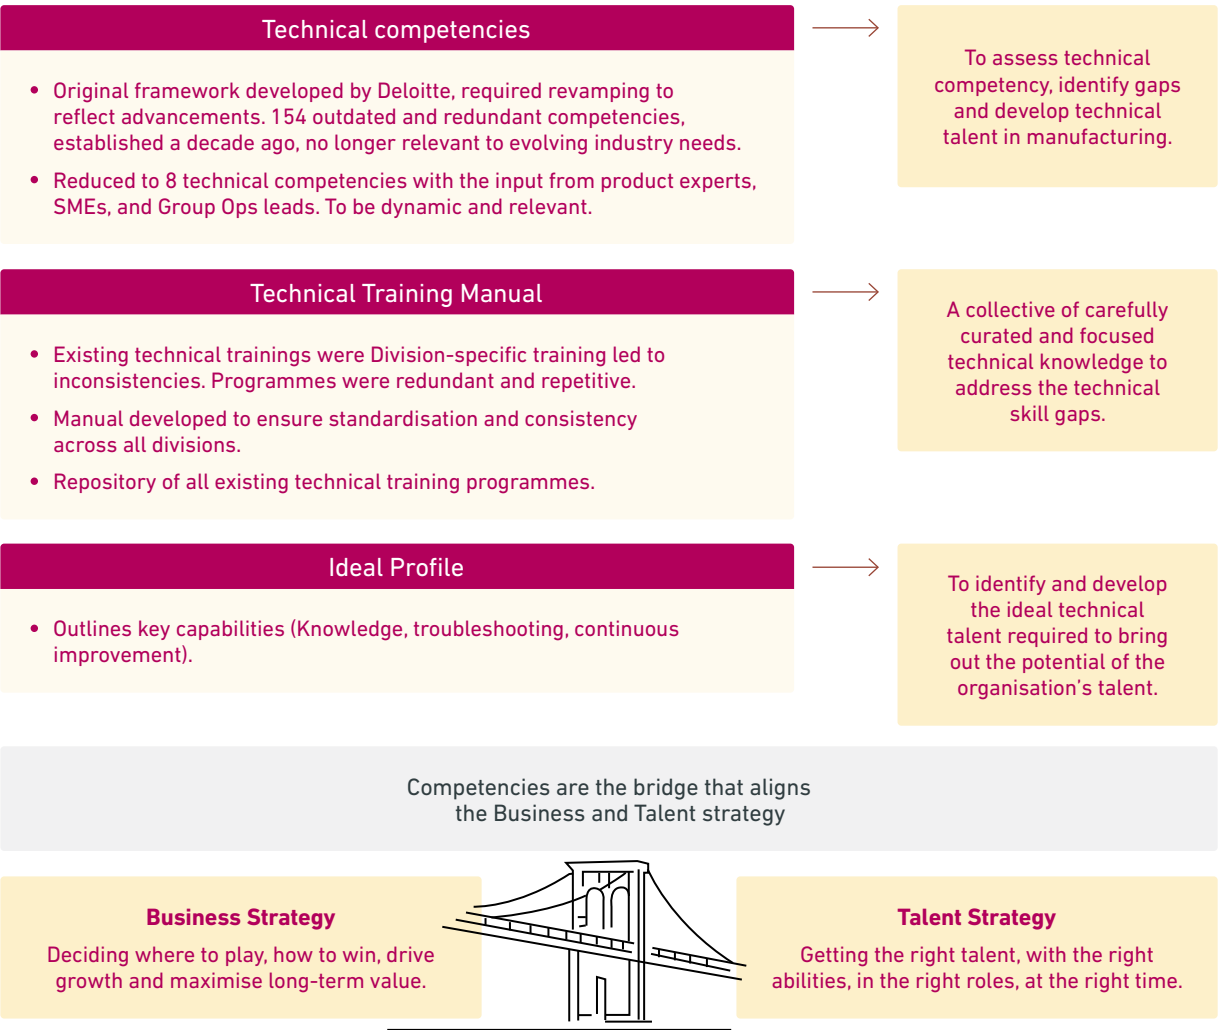 Technical competencies
• Original framework developed by Deloitte, required revamping to
reflect advancements. 154 outdated and redundant competencies,
established a decade ago, no longer relevant to evolving industry needs.
• Reduced to 8 technical competencies with the input from product experts,
SMEs, and Group Ops leads. To be dynamic and relevant.
To assess technical
competency, identify gaps
and develop technical
talent in manufacturing.
Technical Training Manual
• Existing technical trainings were Division-specific training led to
inconsistencies. Programmes were redundant and repetitive.
• Manual developed to ensure standardisation and consistency
across all divisions.
• Repository of all existing technical training programmes.
A collective of carefully
curated and focused
technical knowledge to
address the technical
skill gaps.
Ideal Profile
• Outlines key capabilities (Knowledge, troubleshooting, continuous
improvement).
To identify and develop
the ideal technical
talent required to bring
out the potential of the
organisation's talent.
Competencies are the bridge that aligns
the Business and Talent strategy
Business Strategy
Deciding where to play, how to win, drive
growth and maximise long-term value.
Talent Strategy
Getting the right talent, with the right
abilities, in the right roles, at the right time.